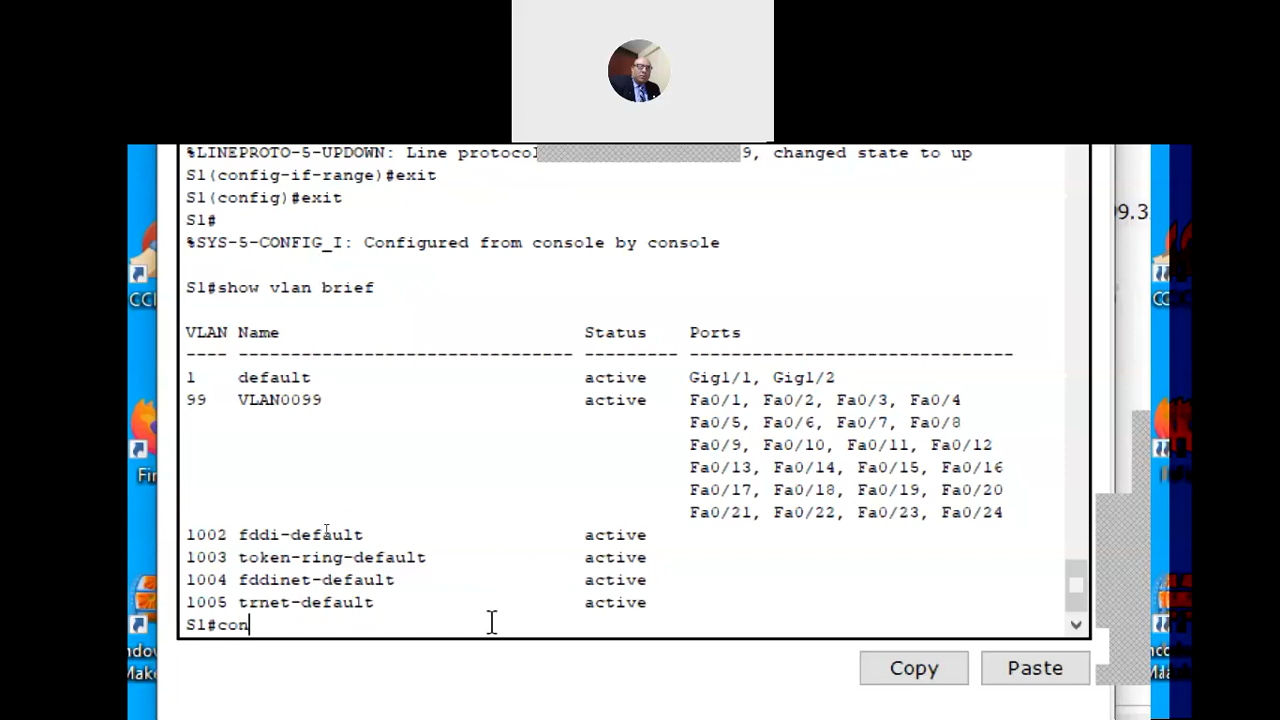 %LINEPROTO-5-UPDOWN: Line protocol 9, changed state to up
S1(config-if-range)#exit
S1(config)#exit
S1#
%SYS-5-CONFIG_I: Configured from console by console
S1#show vlan brief
VLAN Name Status Ports
---- -------------------------------- --------- -------------------------------
1 default active Gig1/1, Gig1/2
99 VLAN0099 active Fa0/1, Fa0/2, Fa0/3, Fa0/4
Fa0/5, Fa0/6, Fa0/7, Fa0/8
Fa0/9, Fa0/10, Fa0/11, Fa0/12
Fa0/13, Fa0/14, Fa0/15, Fa0/16
Fa0/17, Fa0/18, Fa0/19, Fa0/20
Fa0/21, Fa0/22, Fa0/23, Fa0/24
1002 fddi-default active
1003 token-ring-default active
1004 fddinet-default active
1005 trnet-default active
S1#con
Copy Paste